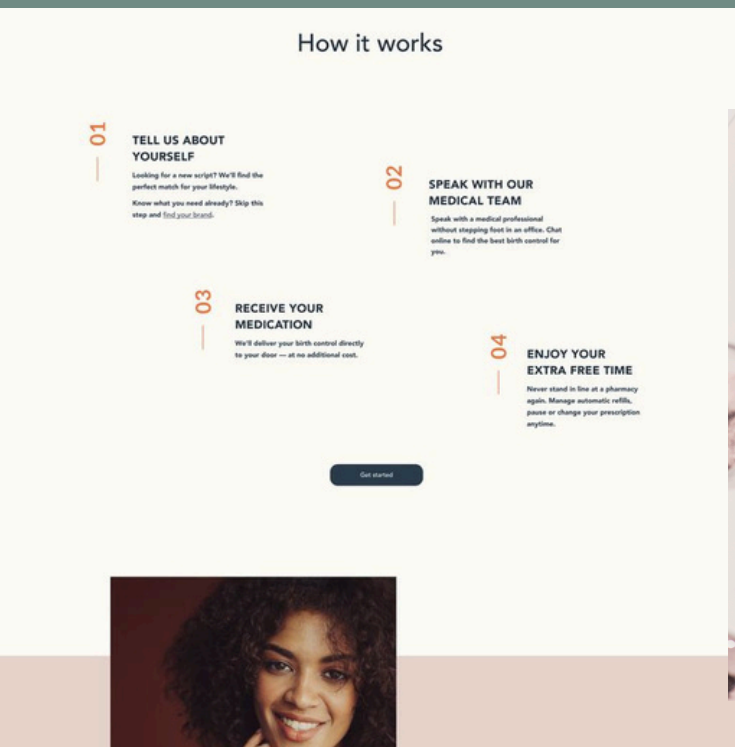 How it works
01
TELL US ABOUT
YOURSELF
Looking for a new script? We'll find the
perfect match for your lifestyle.
Know what you need already? Skip this
step and find your brand.
02
SPEAK WITH OUR
MEDICAL TEAM
Speak with a medical professional
without stepping foot in an office. Chat
online to find the best birth control for
you.
03
RECEIVE YOUR
MEDICATION
We'll deliver your birth control directly
to your door — at no additional cost.
04
ENJOY YOUR
EXTRA FREE TIME
Never stand in line at a pharmacy
again. Manage automatic refills,
pause or change your prescription
anytime.
Get started